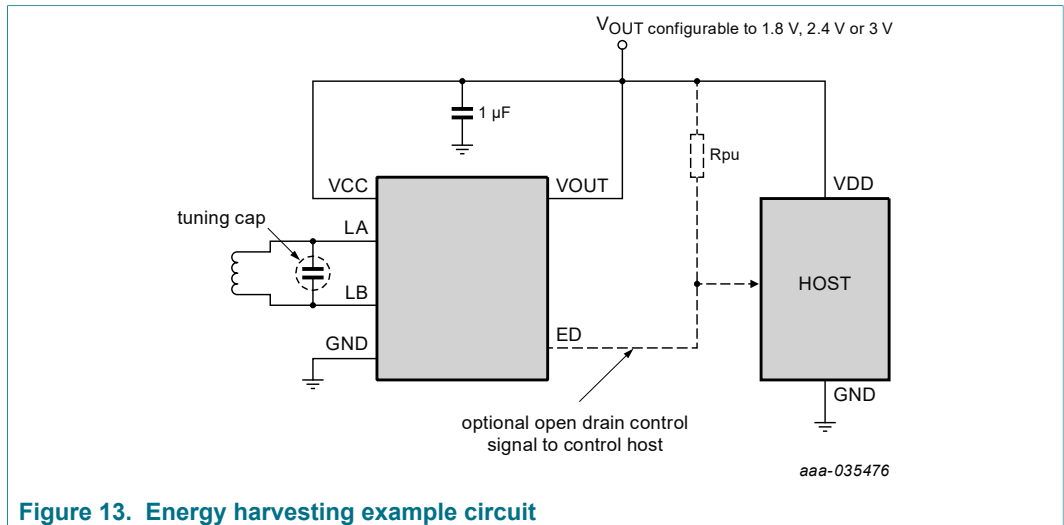 VOUT configurable to 1.8 V, 2.4 V or 3 V
1 µF
Rpu
VCC
VOUT
VDD
tuning cap
LA
LB
HOST
GND
ED
GND
optional open drain control
signal to control host
aaa-035476
Figure 13. Energy harvesting example circuit